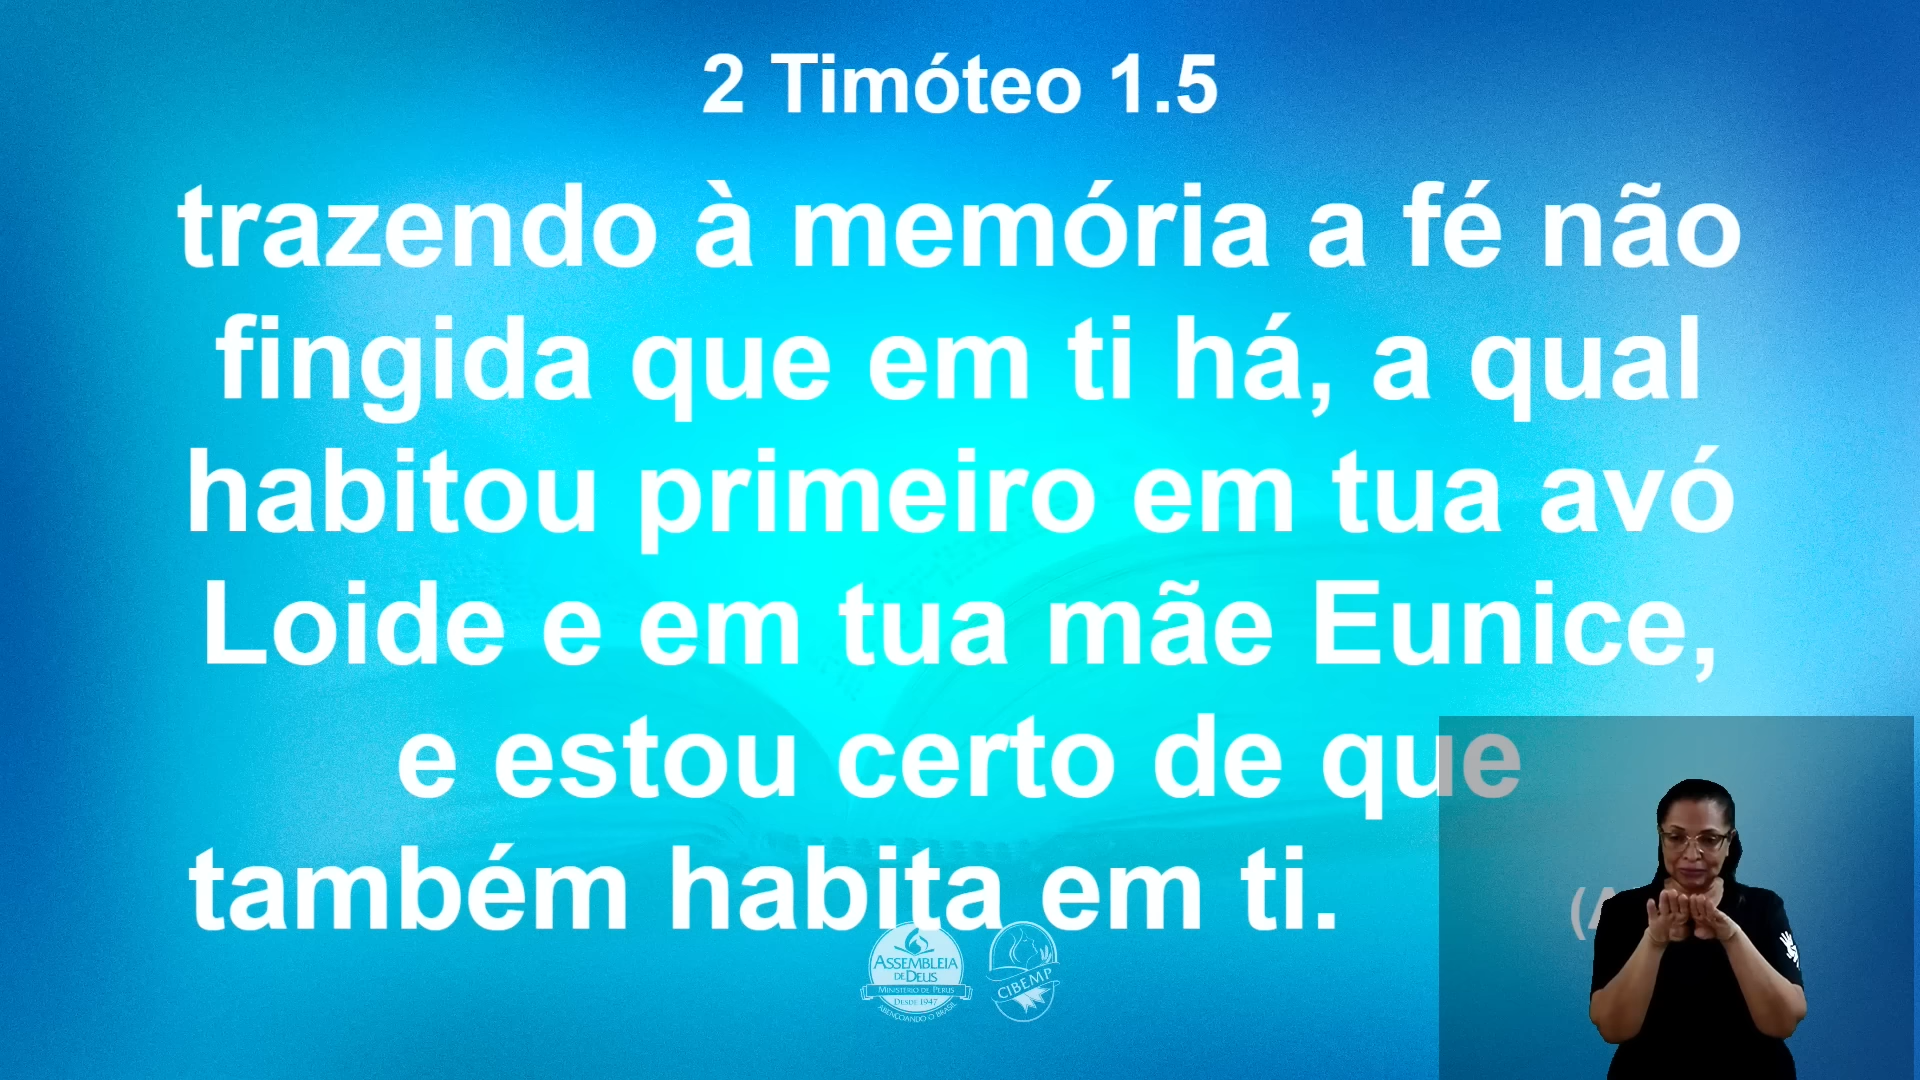 2 Timóteo 1.5
trazendo à memória a fé não
fingida que em ti há, a qual
habitou primeiro em tua avó
Loide e em tua mãe Eunice,
e estou certo de que
também habita em ti.
ASSEMBLEIA
DE DEUS
MINISTÉRIO DE PERUS
DESDE 1947
ABENÇOANDO O BRASIL
CIBEMP